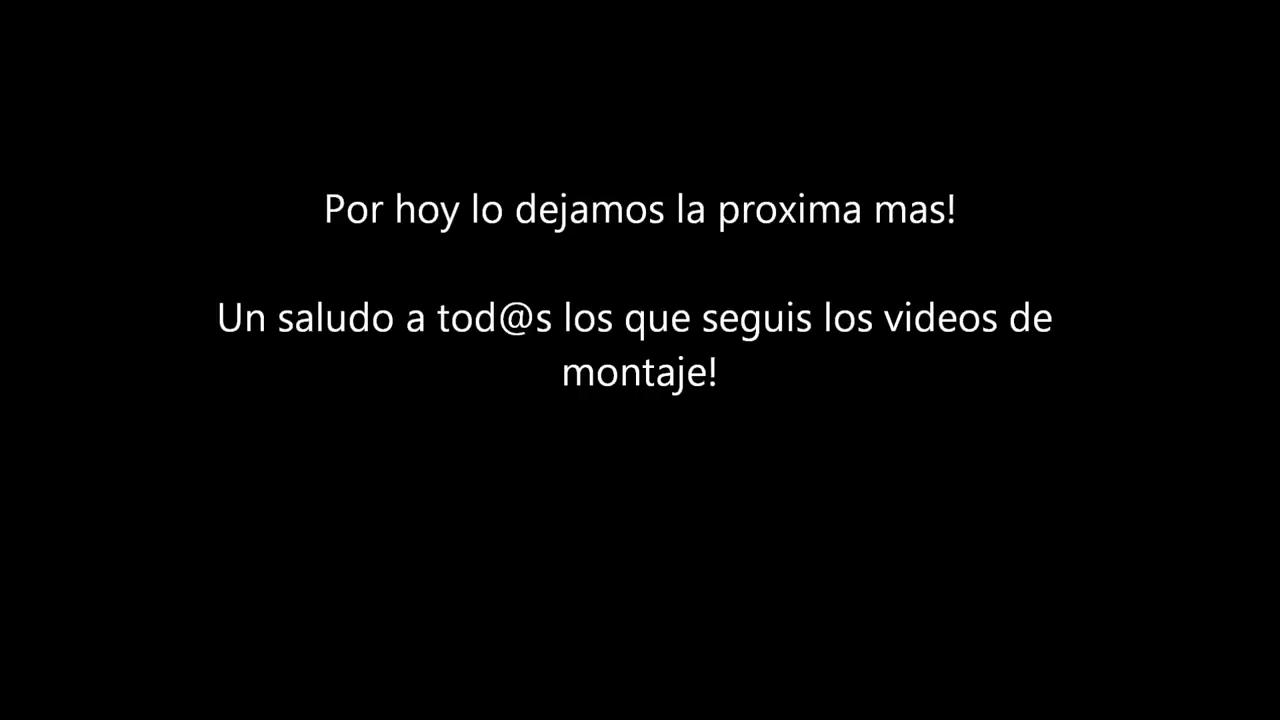 Por hoy lo dejamos la proxima mas!
Un saludo a tod@s los que seguis los videos de
montaje!